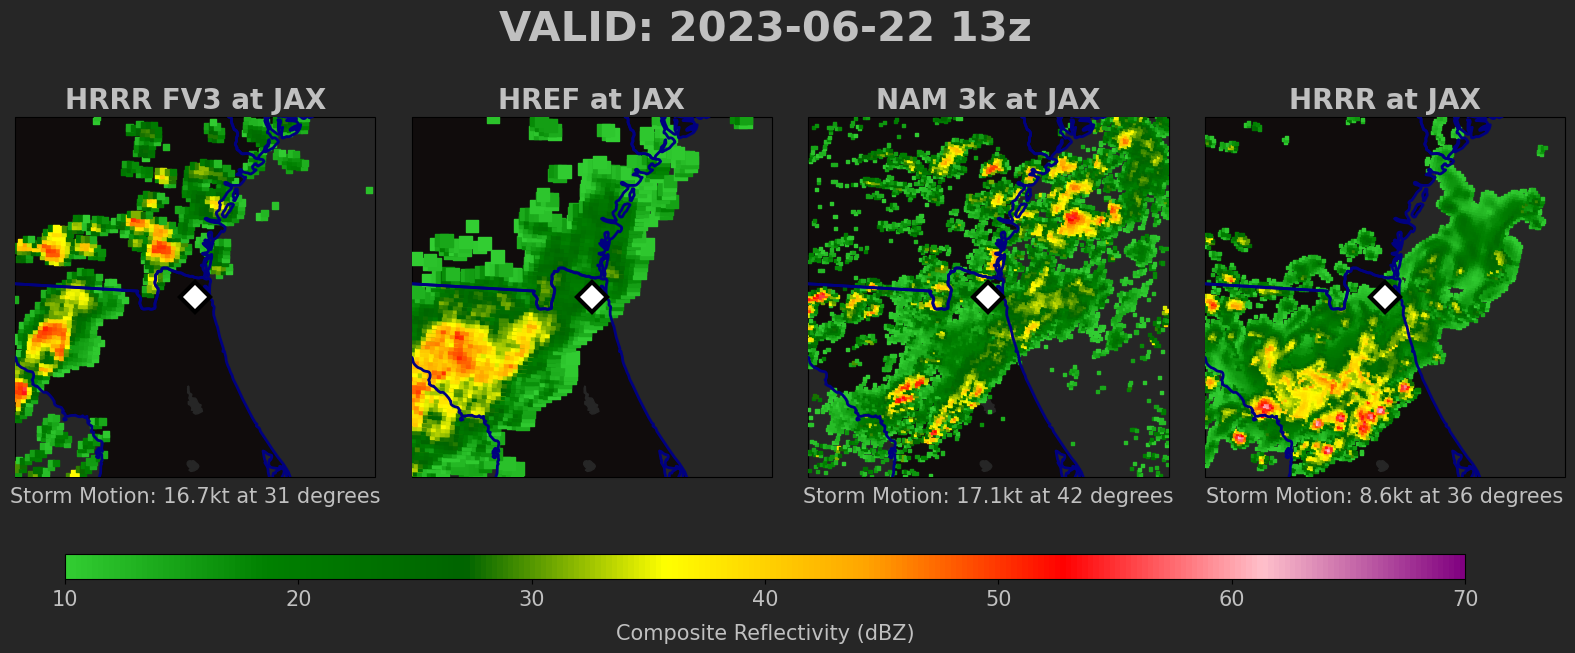 VALID: 2023-06-22 13z
HRRR FV3 at JAX
HREF at JAX
NAM 3k at JAX
HRRR at JAX
Storm Motion: 16.7kt at 31 degrees
Storm Motion: 17.1kt at 42 degrees
Storm Motion: 8.6kt at 36 degrees
10 20 30 40 50 60 70
Composite Reflectivity (dBZ)